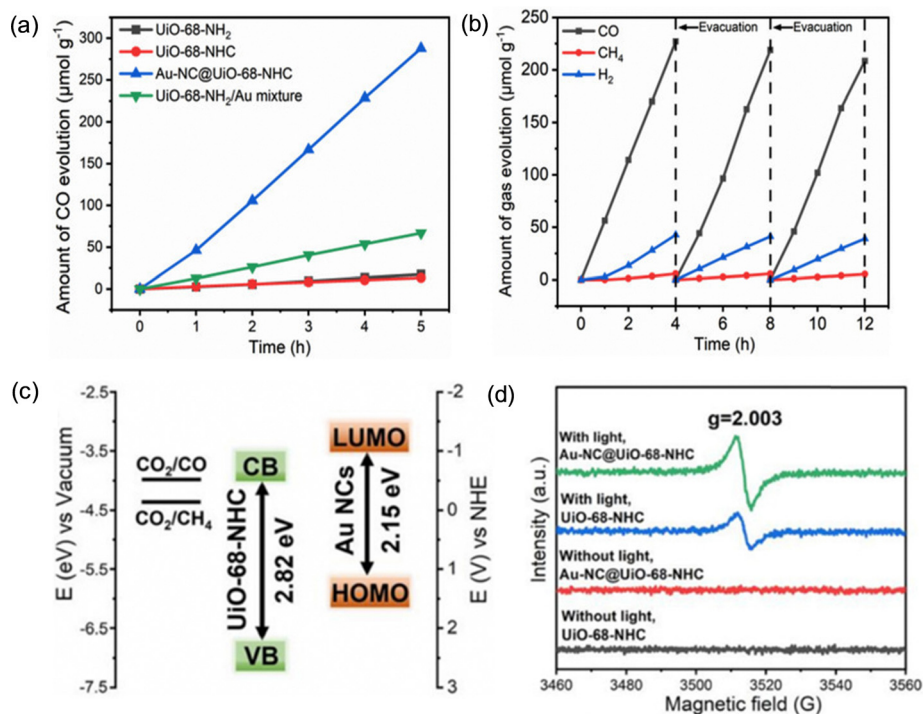 (a)
Amount of CO evolution (μmol g⁻¹)
300
250
200
150
100
50
0
UiO-68-NH₂
UiO-68-NHC
Au-NC@UiO-68-NHC
UiO-68-NH₂/Au mixture
0 1 2 3 4 5
Time (h)
(b)
Amount of gas evolution (μmol g⁻¹)
250
200
150
100
50
0
CO
CH₄
H₂
Evacuation
Evacuation
0 2 4 6 8 10 12
Time (h)
(c)
E (eV) vs Vacuum
-2.5
-3.5
-4.5
-5.5
-6.5
-7.5
CO₂/CO
CO₂/CH₄
CB
UiO-68-NHC
2.82 eV
VB
LUMO
Au NCs
2.15 eV
HOMO
-2
-1
0
1
2
3
E (V) vs NHE
(d)
Intensity (a.u.)
g=2.003
With light,
Au-NC@UiO-68-NHC
With light,
UiO-68-NHC
Without light,
Au-NC@UiO-68-NHC
Without light,
UiO-68-NHC
3460 3480 3500 3520 3540 3560
Magnetic field (G)